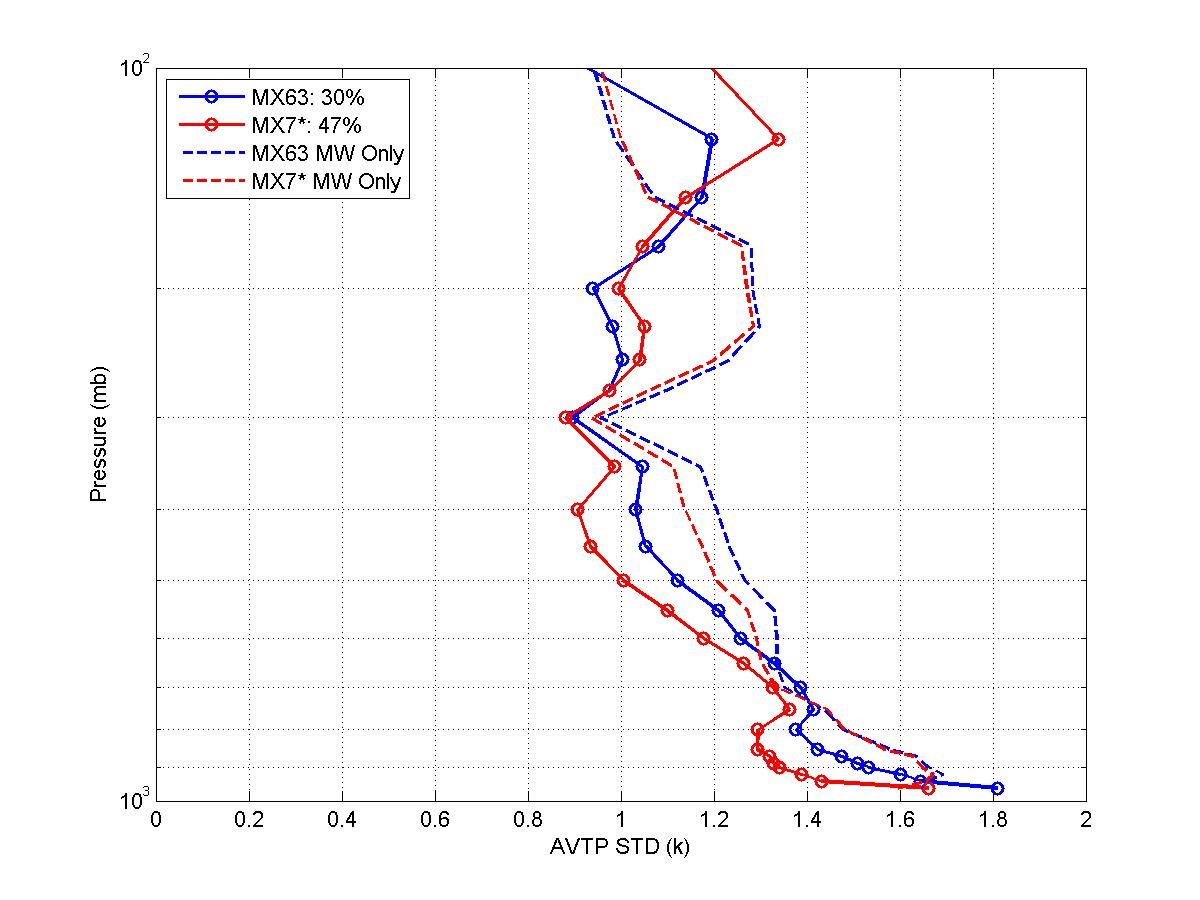 10²
MX63: 30%
MX7*: 47%
MX63 MW Only
MX7* MW Only
Pressure (mb)
10³
0 0.2 0.4 0.6 0.8 1 1.2 1.4 1.6 1.8 2
AVTP STD (k)